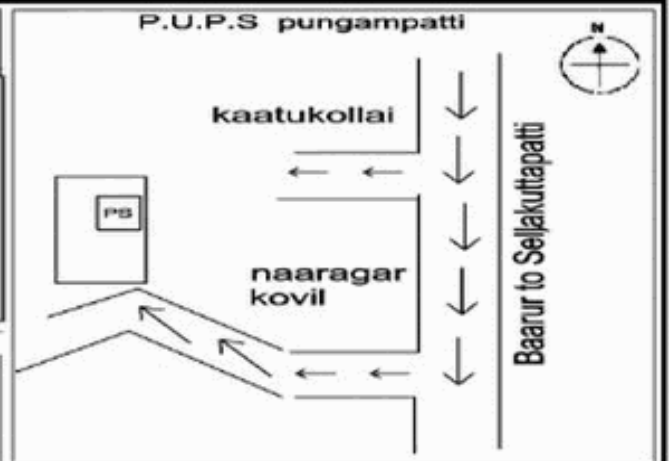 P.U.P.S pungampatti
N
kaatukollai
PS
naaragar
kovil
Baarur to Seljakuttapatti